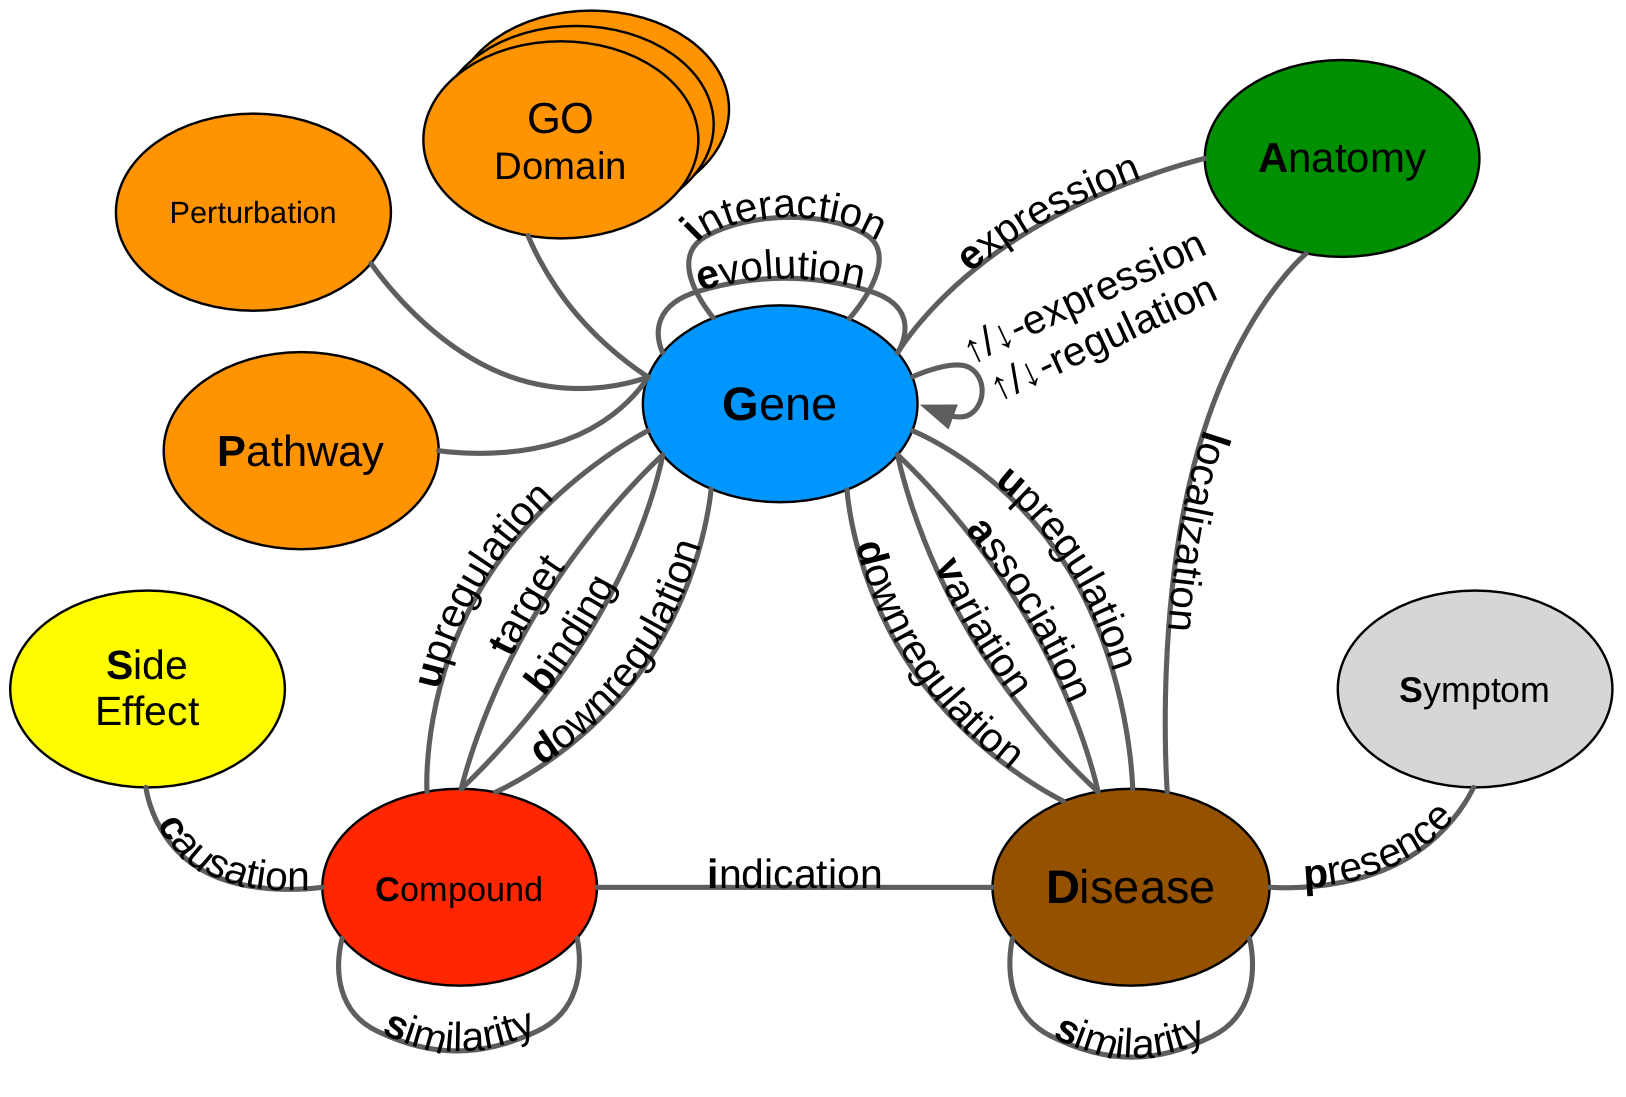 GO
Domain
Perturbation
Anatomy
interaction
evolution
expression
↑/↓-expression
↑/↓-regulation
Gene
Pathway
localization
upregulation
target
binding
downregulation
downregulation
variation
association
upregulation
Side
Effect
Symptom
causation
Compound
indication
Disease
presence
similarity
similarity